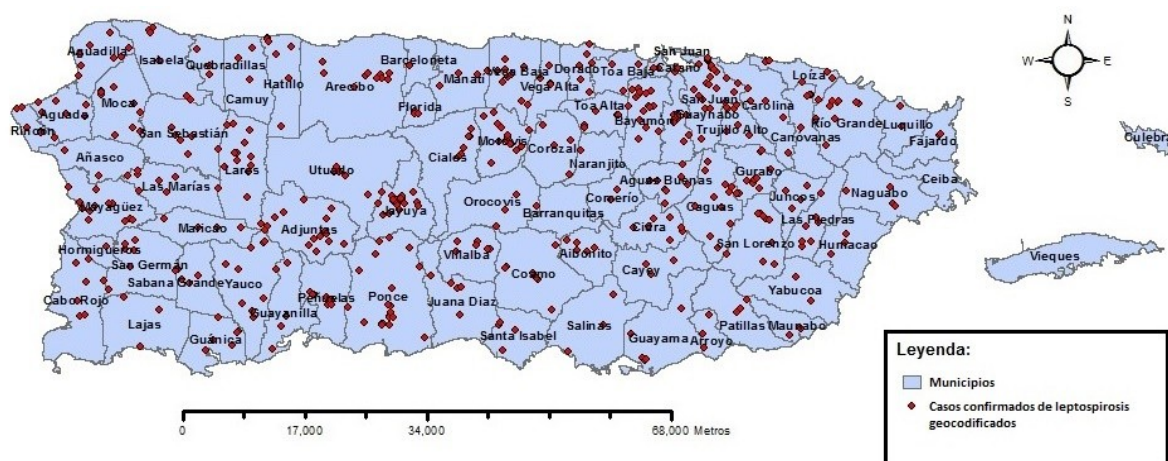 N
W E
S
San Juan
Aguadilla
Isabela
Quebradillas
Hatillo
Barceloneta
Arecibo
Manatí
Vega Baja
Dorado
Toa Baja
Cataño
Loíza
Moca
Camuy
Florida
Vega Alta
Toa Alta
San Juan
Carolina
Aguada
Rincón
San Sebastián
Bayamón
Guaynabo
Trujillo Alto
Canóvanas
Río Grande
Luquillo
Fajardo
Culebra
Añasco
Lares
Utuado
Ciales
Morovis
Corozal
Naranjito
Ceiba
Las Marías
Aguas Buenas
Gurabo
Naguabo
Mayagüez
Maricao
Adjuntas
Jayuya
Orocovis
Barranquitas
Comerío
Cidra
Caguas
Juncos
Las Piedras
Hormigueros
San Germán
Sabana Grande
Yauco
Villalba
Coamo
Aibonito
Cayey
San Lorenzo
Humacao
Vieques
Cabo Rojo
Lajas
Guánica
Guayanilla
Peñuelas
Ponce
Juana Diaz
Santa Isabel
Salinas
Guayama
Arroyo
Patillas
Maunabo
Yabucoa
Leyenda:
Municipios
Casos confirmados de leptospirosis
geocodificados
0 17,000 34,000 68,000 Metros